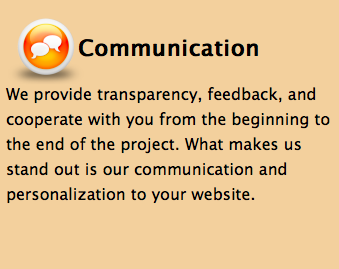 Communication
We provide transparency, feedback, and
cooperate with you from the beginning to
the end of the project. What makes us
stand out is our communication and
personalization to your website.